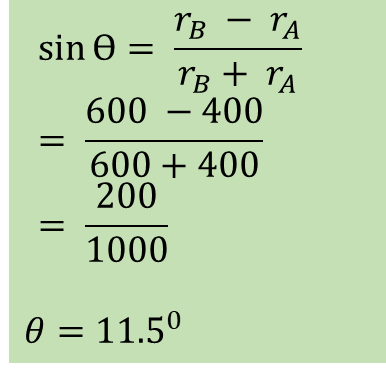 sin Θ = (r_B − r_A) / (r_B + r_A)
= (600 − 400) / (600 + 400)
= 200 / 1000
θ = 11.5⁰